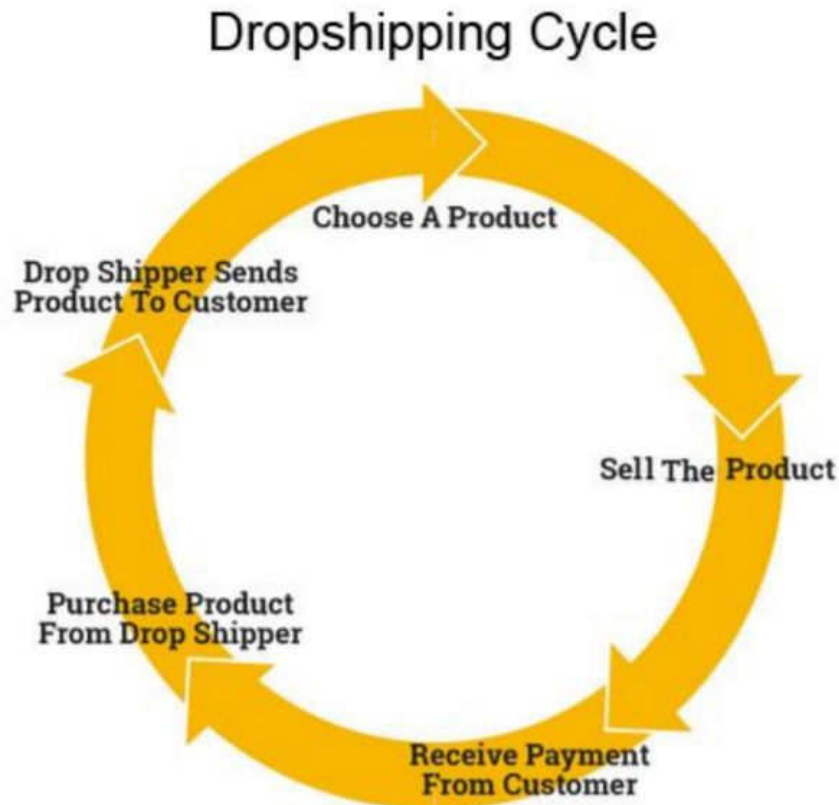 Dropshipping Cycle
Choose A Product
Sell The Product
Receive Payment
From Customer
Purchase Product
From Drop Shipper
Drop Shipper Sends
Product To Customer